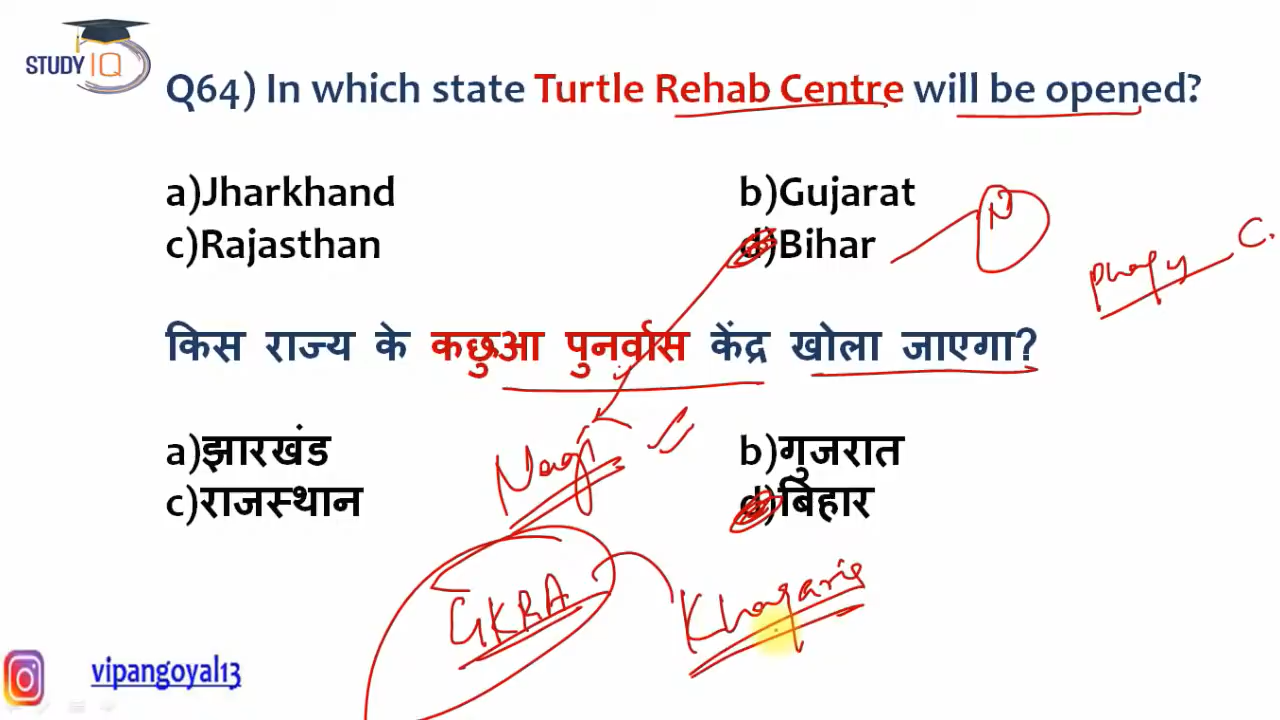 STUDY IQ
Q64) In which state Turtle Rehab Centre will be opened?
a)Jharkhand b)Gujarat
c)Rajasthan d)Bihar
N
C.
किस राज्य के कछुआ पुनर्वास केंद्र खोला जाएगा?
Nagi
a)झारखंड b)गुजरात
c)राजस्थान d)बिहार
GKRA
Khagaria
vipangoyal13